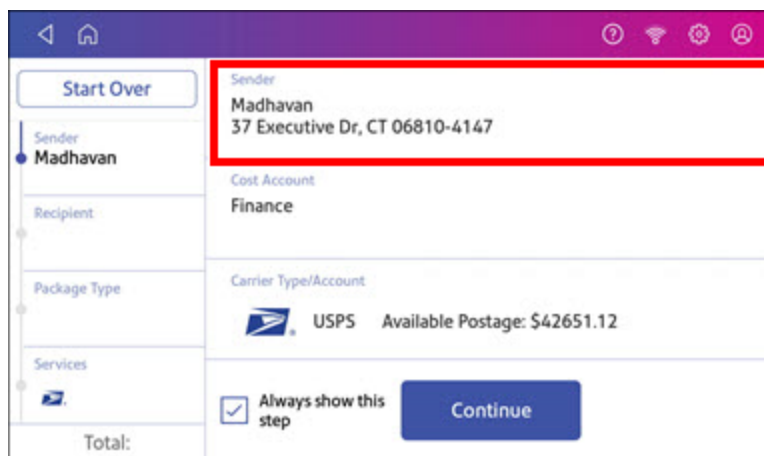 Start Over
Sender
Madhavan
Recipient
Package Type
Services
Total:
Sender
Madhavan
37 Executive Dr, CT 06810-4147
Cost Account
Finance
Carrier Type/Account
USPS Available Postage: $42651.12
Always show this
step
Continue